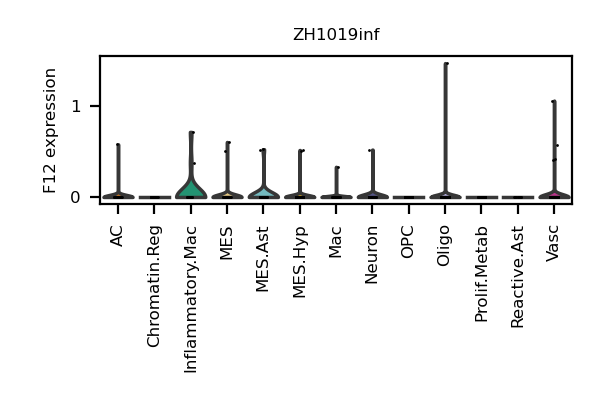 ZH1019inf
F12 expression
1
0
AC
Chromatin.Reg
Inflammatory.Mac
MES
MES.Ast
MES.Hyp
Mac
Neuron
OPC
Oligo
Prolif.Metab
Reactive.Ast
Vasc